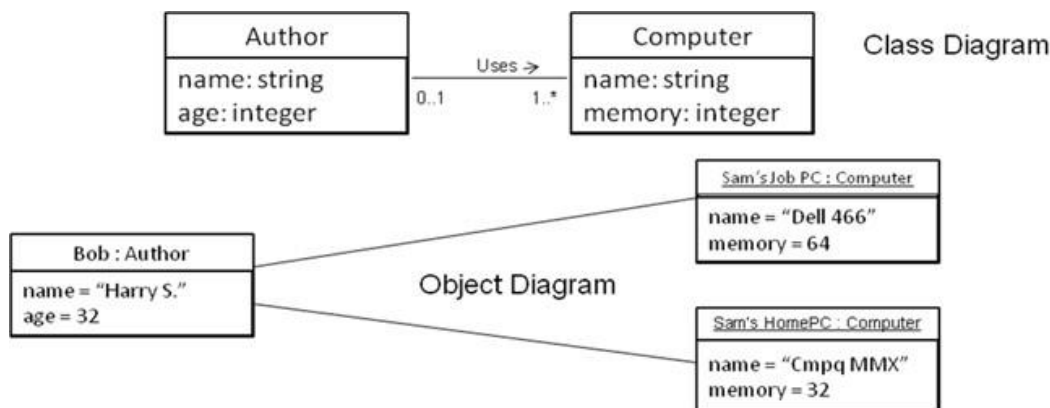 Author
name: string
age: integer
Uses →
0..1
1..*
Computer
name: string
memory: integer
Class Diagram
Sam'sJob PC : Computer
name = “Dell 466”
memory = 64
Bob : Author
name = “Harry S.”
age = 32
Object Diagram
Sam's HomePC : Computer
name = “Cmpq MMX”
memory = 32